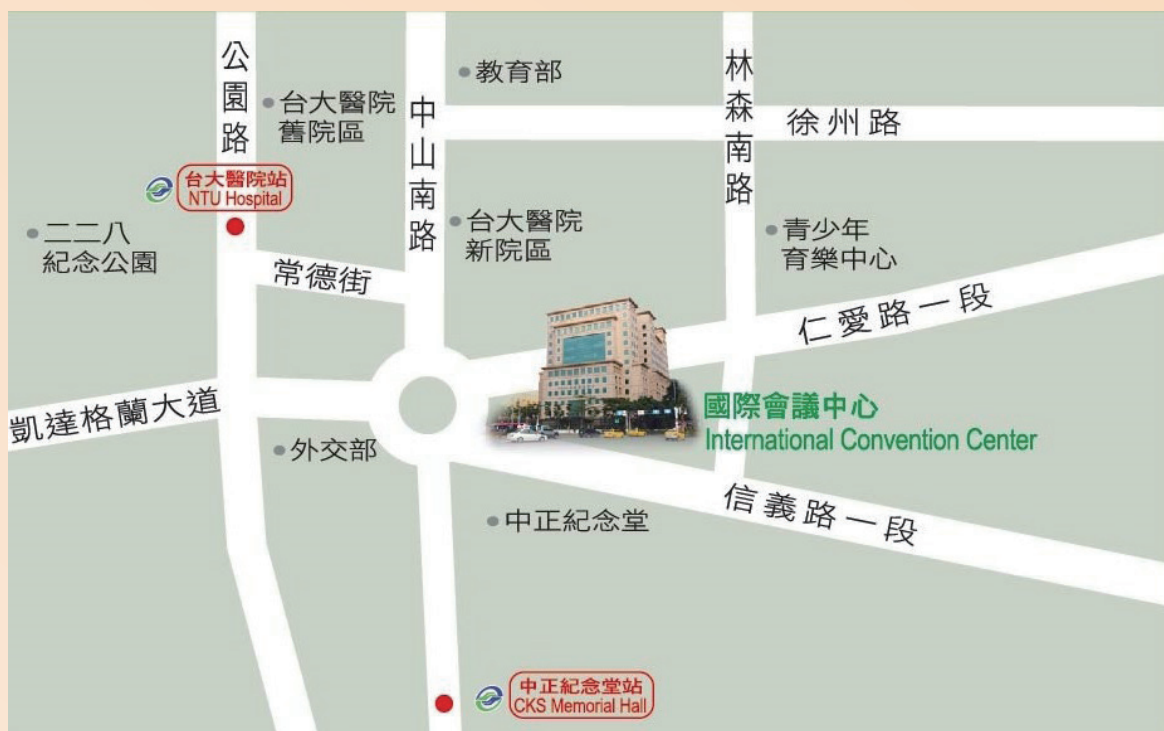 公園路
台大醫院
舊院區
中山南路
教育部
林森南路
徐州路
台大醫院站
NTU Hospital
二二八
紀念公園
常德街
台大醫院
新院區
青少年
育樂中心
仁愛路一段
凱達格蘭大道
外交部
國際會議中心
International Convention Center
信義路一段
中正紀念堂
中正紀念堂站
CKS Memorial Hall